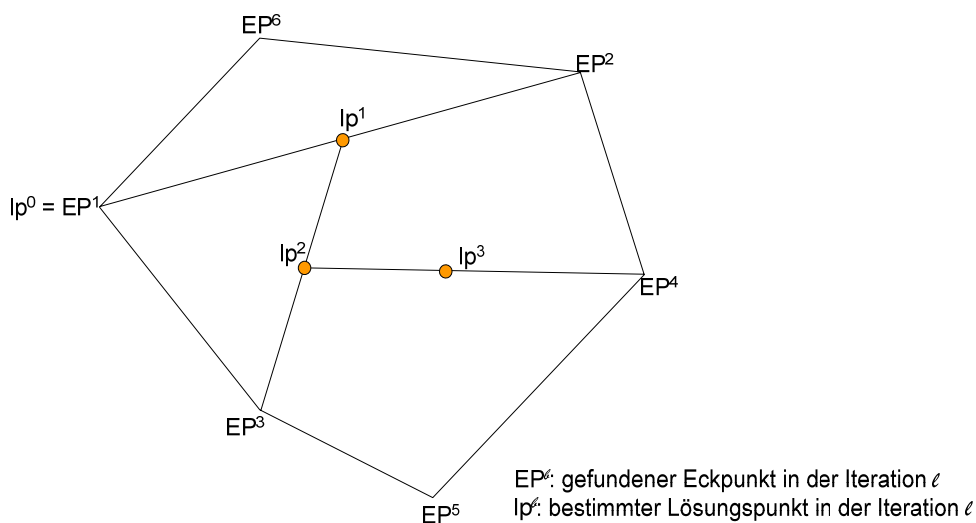 EP⁶
EP²
lp¹
lp⁰ = EP¹
lp²
lp³
EP⁴
EP³
EP⁵
EPℓ: gefundener Eckpunkt in der Iteration ℓ
lpℓ: bestimmter Lösungspunkt in der Iteration ℓ